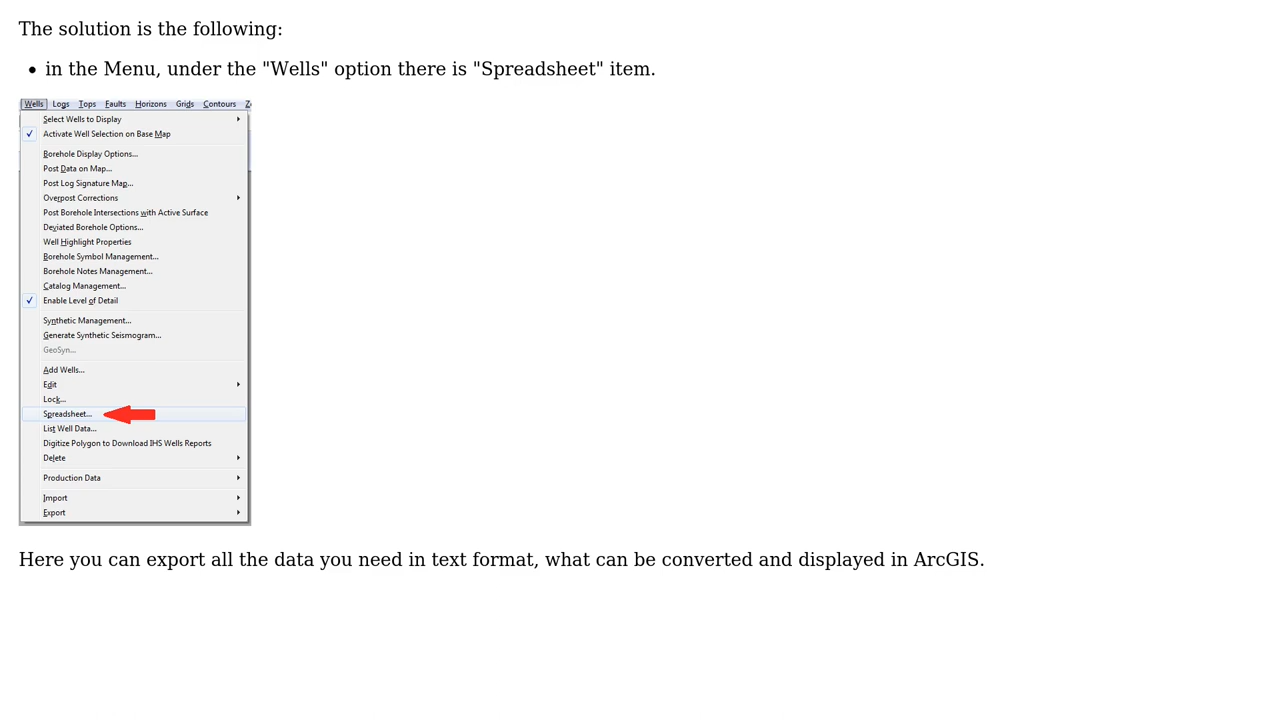 The solution is the following:
• in the Menu, under the "Wells" option there is "Spreadsheet" item.
Wells Logs Tops Faults Horizons Grids Contours
Select Wells to Display
Activate Well Selection on Base Map
Borehole Display Options...
Post Data on Map...
Post Log Signature Map...
Overpost Corrections
Post Borehole Intersections with Active Surface
Deviated Borehole Options...
Well Highlight Properties
Borehole Symbol Management...
Borehole Notes Management...
Catalog Management...
Enable Level of Detail
Synthetic Management...
Generate Synthetic Seismogram...
GeoSyn...
Add Wells...
Edit
Lock...
Spreadsheet...
List Well Data...
Digitize Polygon to Download IHS Wells Reports
Delete
Production Data
Import
Export
Here you can export all the data you need in text format, what can be converted and displayed in ArcGIS.